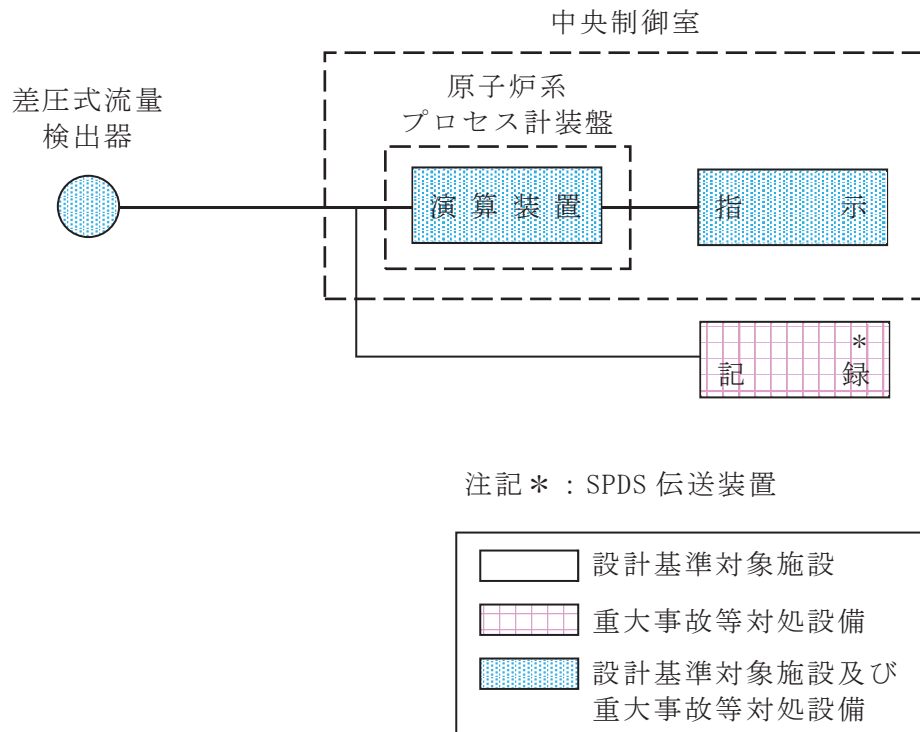 中央制御室
差圧式流量
検出器
原子炉系
プロセス計装盤
演算装置
指示
＊
記録
注記＊：SPDS 伝送装置
設計基準対象施設
重大事故等対処設備
設計基準対象施設及び
重大事故等対処設備